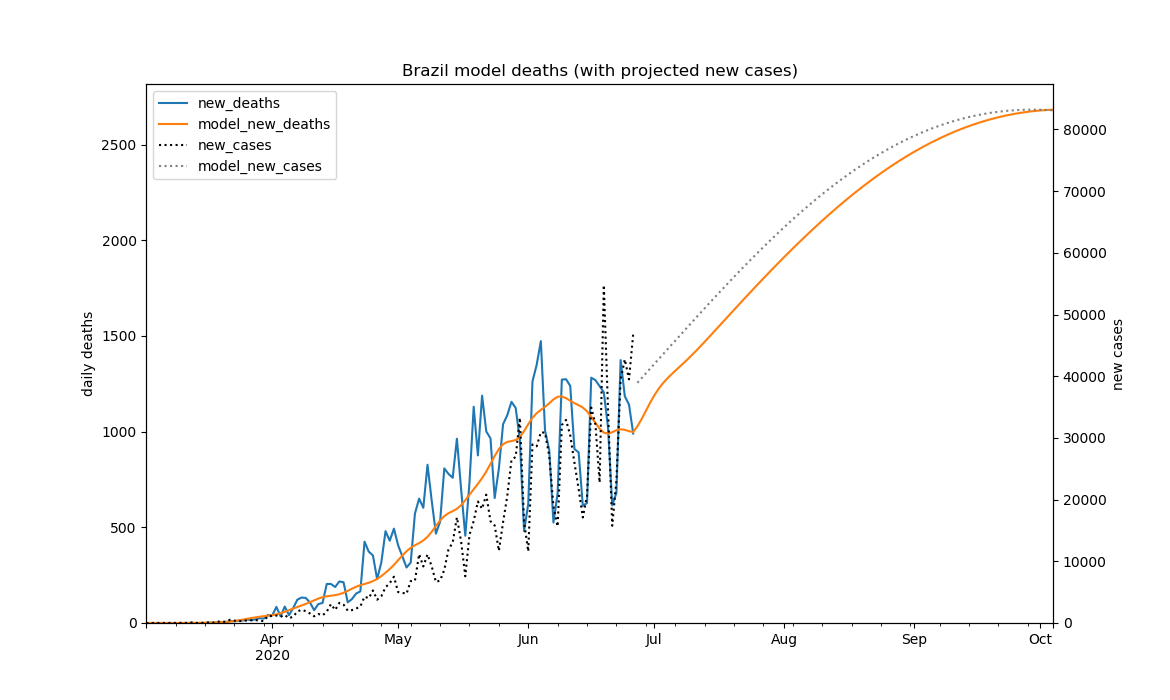 Brazil model deaths (with projected new cases)
new_deaths
model_new_deaths
new_cases
model_new_cases
daily deaths
2500
2000
1500
1000
500
0
new cases
80000
70000
60000
50000
40000
30000
20000
10000
0
Apr
2020
May
Jun
Jul
Aug
Sep
Oct